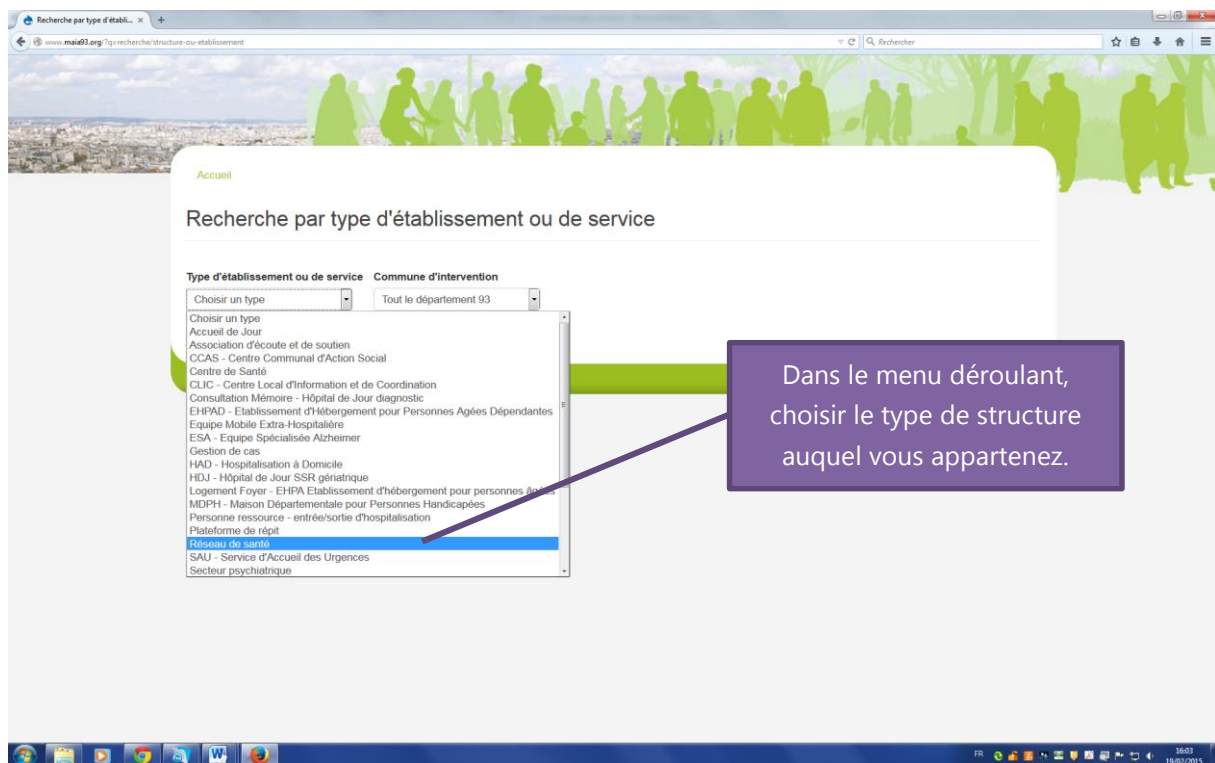 Recherche par type d'établi...
www.maia93.org/?q=recherche/structure-ou-etablissement
Rechercher
Accueil
Recherche par type d'établissement ou de service
Type d'établissement ou de service Commune d'intervention
Choisir un type Tout le département 93
Choisir un type
Accueil de Jour
Association d'écoute et de soutien
CCAS - Centre Communal d'Action Social
Centre de Santé
CLIC - Centre Local d'Information et de Coordination
Consultation Mémoire - Hôpital de Jour diagnostic
EHPAD - Etablissement d'Hébergement pour Personnes Agées Dépendantes
Equipe Mobile Extra-Hospitalière
ESA - Equipe Spécialisée Alzheimer
Gestion de cas
HAD - Hospitalisation à Domicile
HDJ - Hôpital de Jour SSR gériatrique
Logement Foyer - EHPA Etablissement d'hébergement pour personnes âgées
MDPH - Maison Départementale pour Personnes Handicapées
Personne ressource - entrée/sortie d'hospitalisation
Plateforme de répit
Réseau de santé
SAU - Service d'Accueil des Urgences
Secteur psychiatrique
Dans le menu déroulant,
choisir le type de structure
auquel vous appartenez.
FR
16:03
19/02/2015